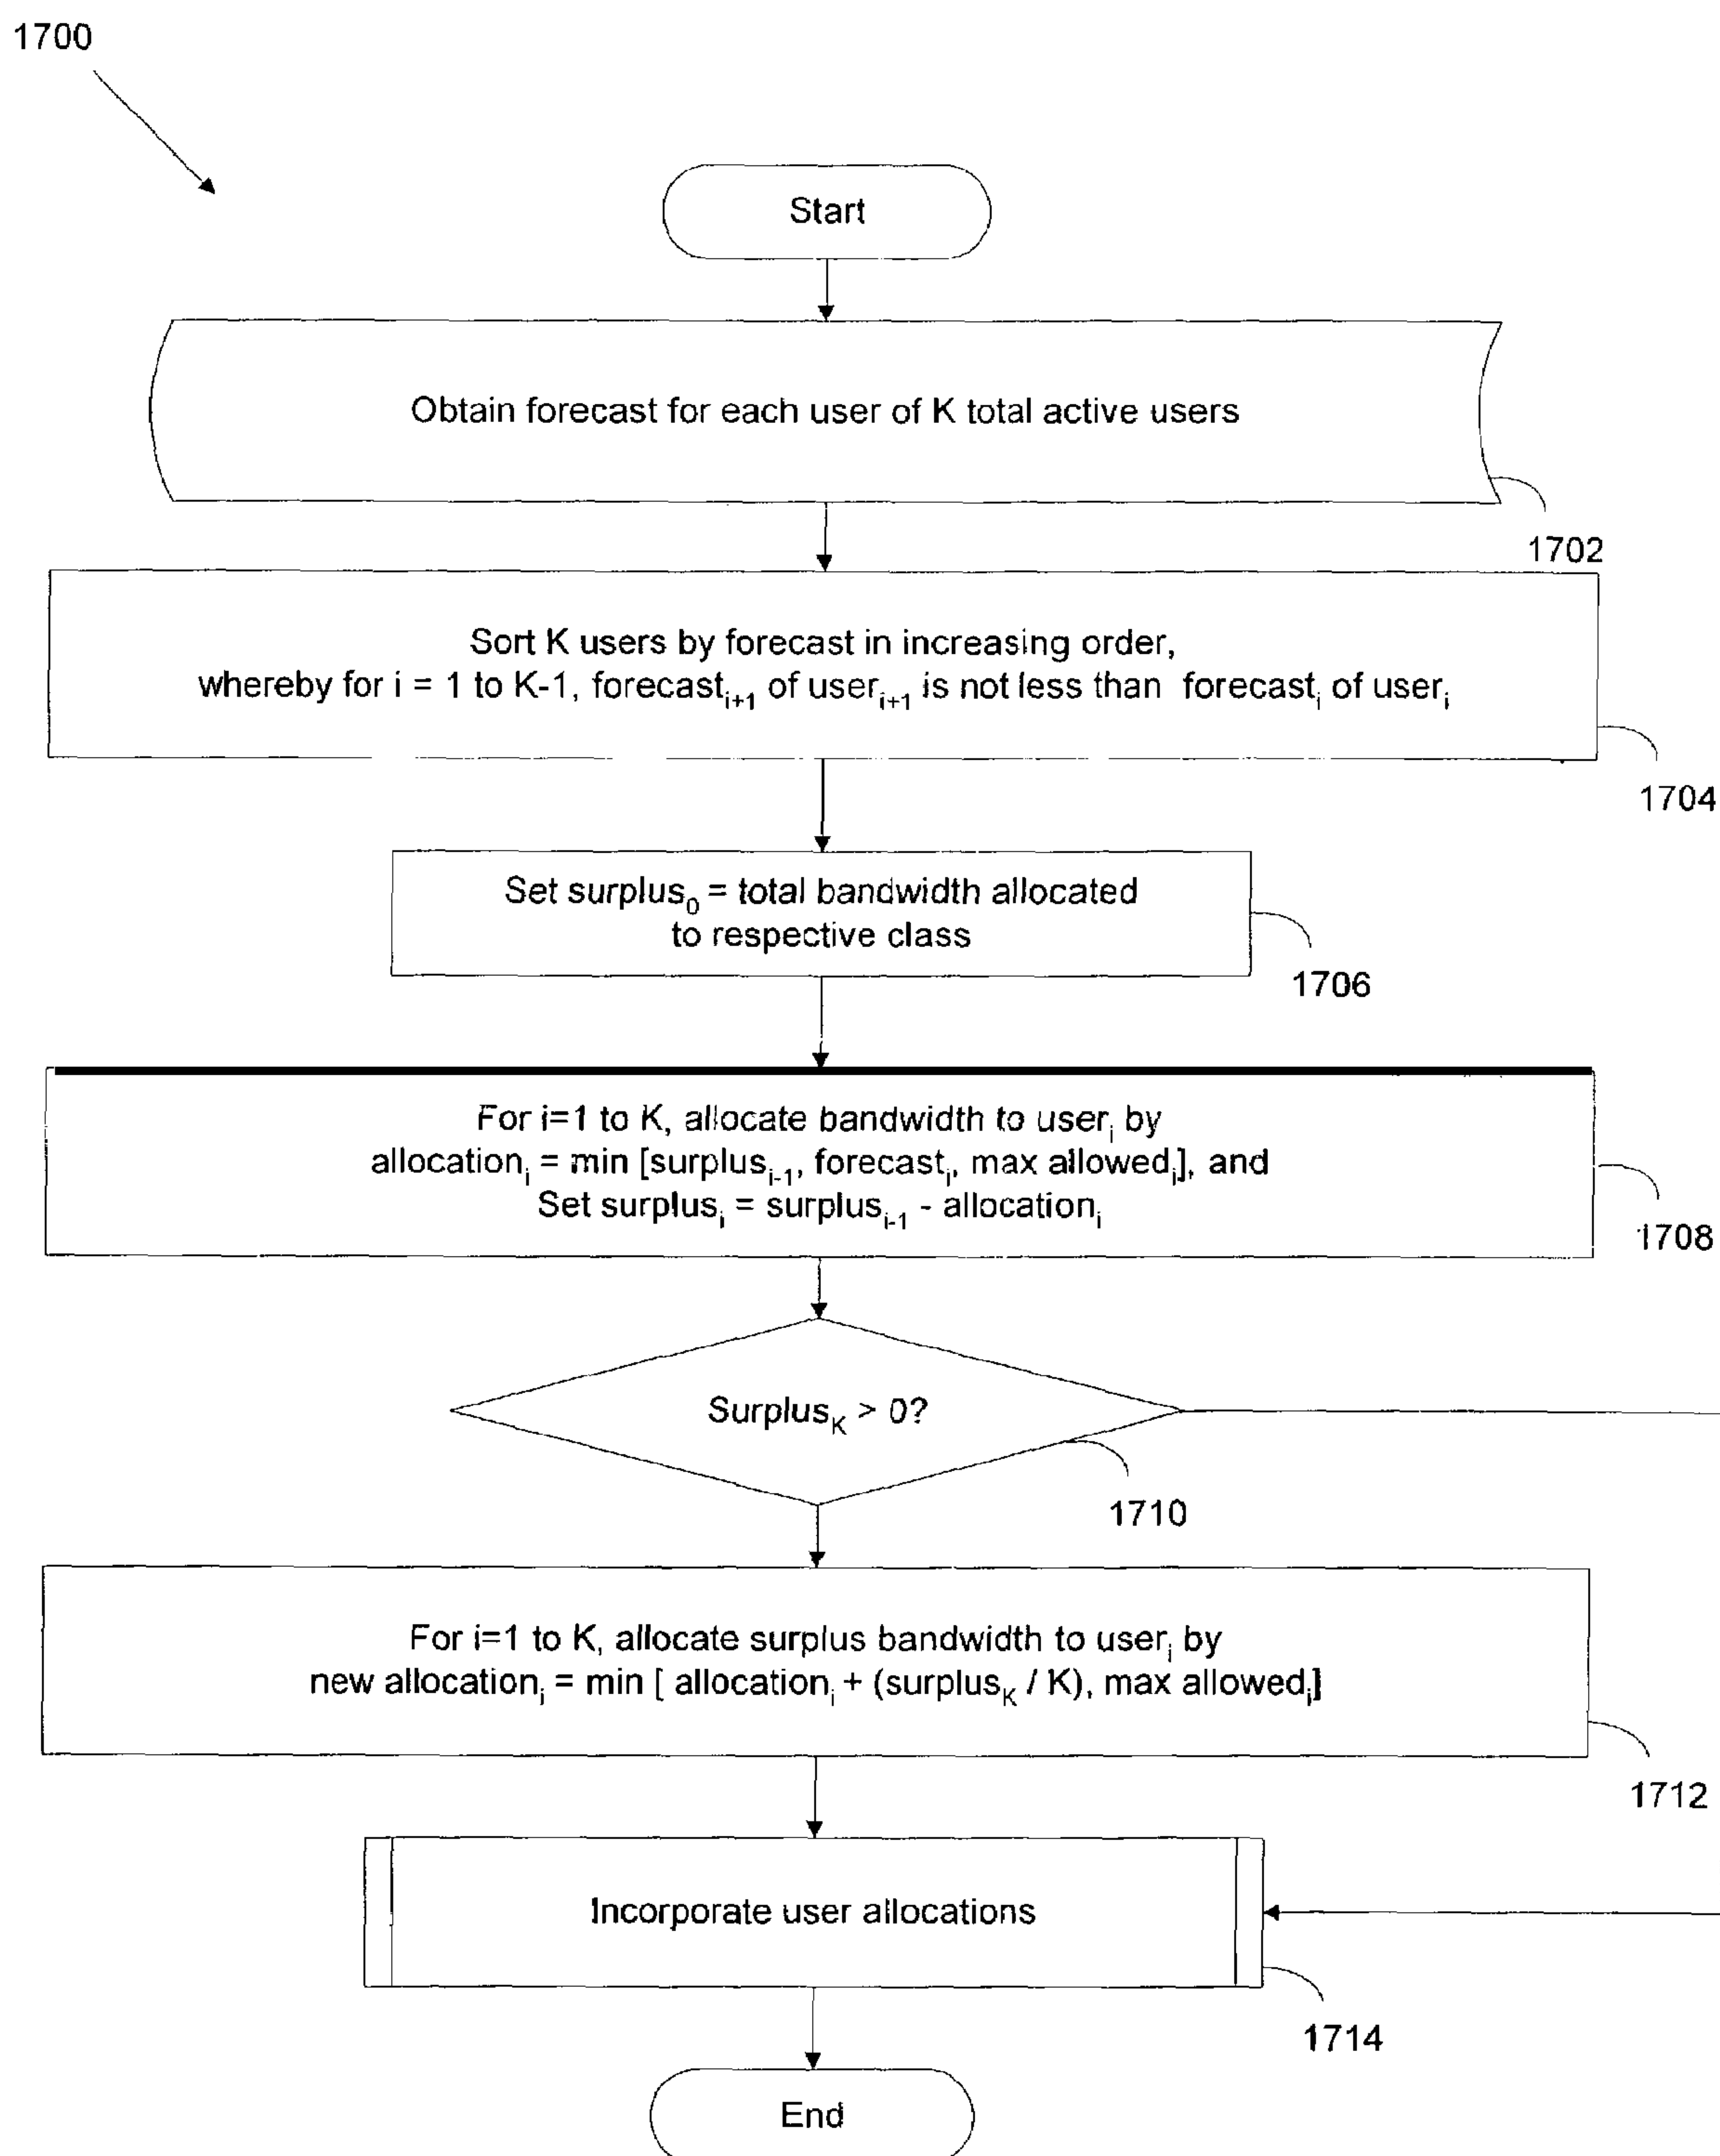 1700
Start
Obtain forecast for each user of K total active users
1702
Sort K users by forecast in increasing order,
whereby for i = 1 to K-1, forecastᵢ₊₁ of userᵢ₊₁ is not less than forecastᵢ of userᵢ
1704
Set surplus₀ = total bandwidth allocated
to respective class
1706
For i=1 to K, allocate bandwidth to userᵢ by
allocationᵢ = min [surplusᵢ₋₁, forecastᵢ, max allowedᵢ], and
Set surplusᵢ = surplusᵢ₋₁ - allocationᵢ
1708
Surplus_K > 0?
1710
For i=1 to K, allocate surplus bandwidth to userᵢ by
new allocationᵢ = min [ allocationᵢ + (surplus_K / K), max allowedᵢ]
1712
Incorporate user allocations
1714
End